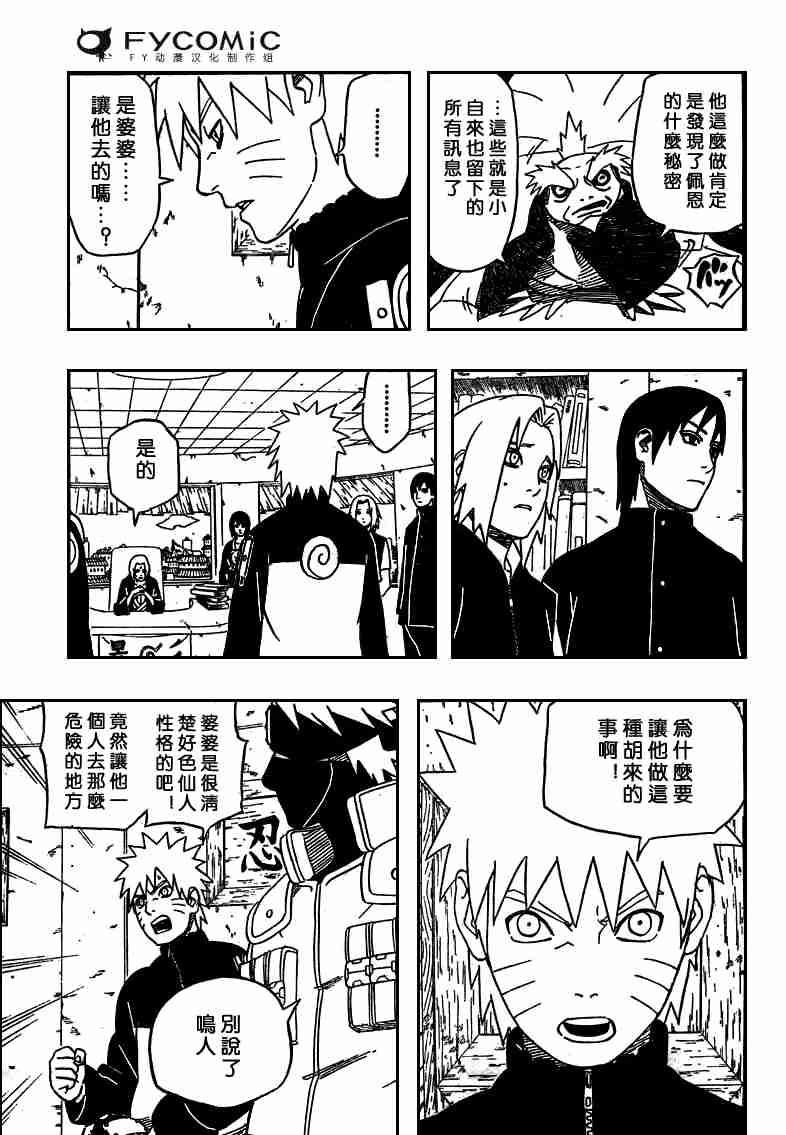 FYCOMiC
FY动漫汉化制作组
他這麼做肯定
是發現了佩恩
的什麼秘密
…這些就是小
自來也留下的
所有訊息了
………
是婆婆……
讓他去的嗎
…？
………
是的
為什麼要
讓他做這
種胡來的
事啊！
婆婆是很清
楚好色仙人
性格的吧！
竟然讓他一
個人去那麼
危險的地方
忍
別說了
鳴人